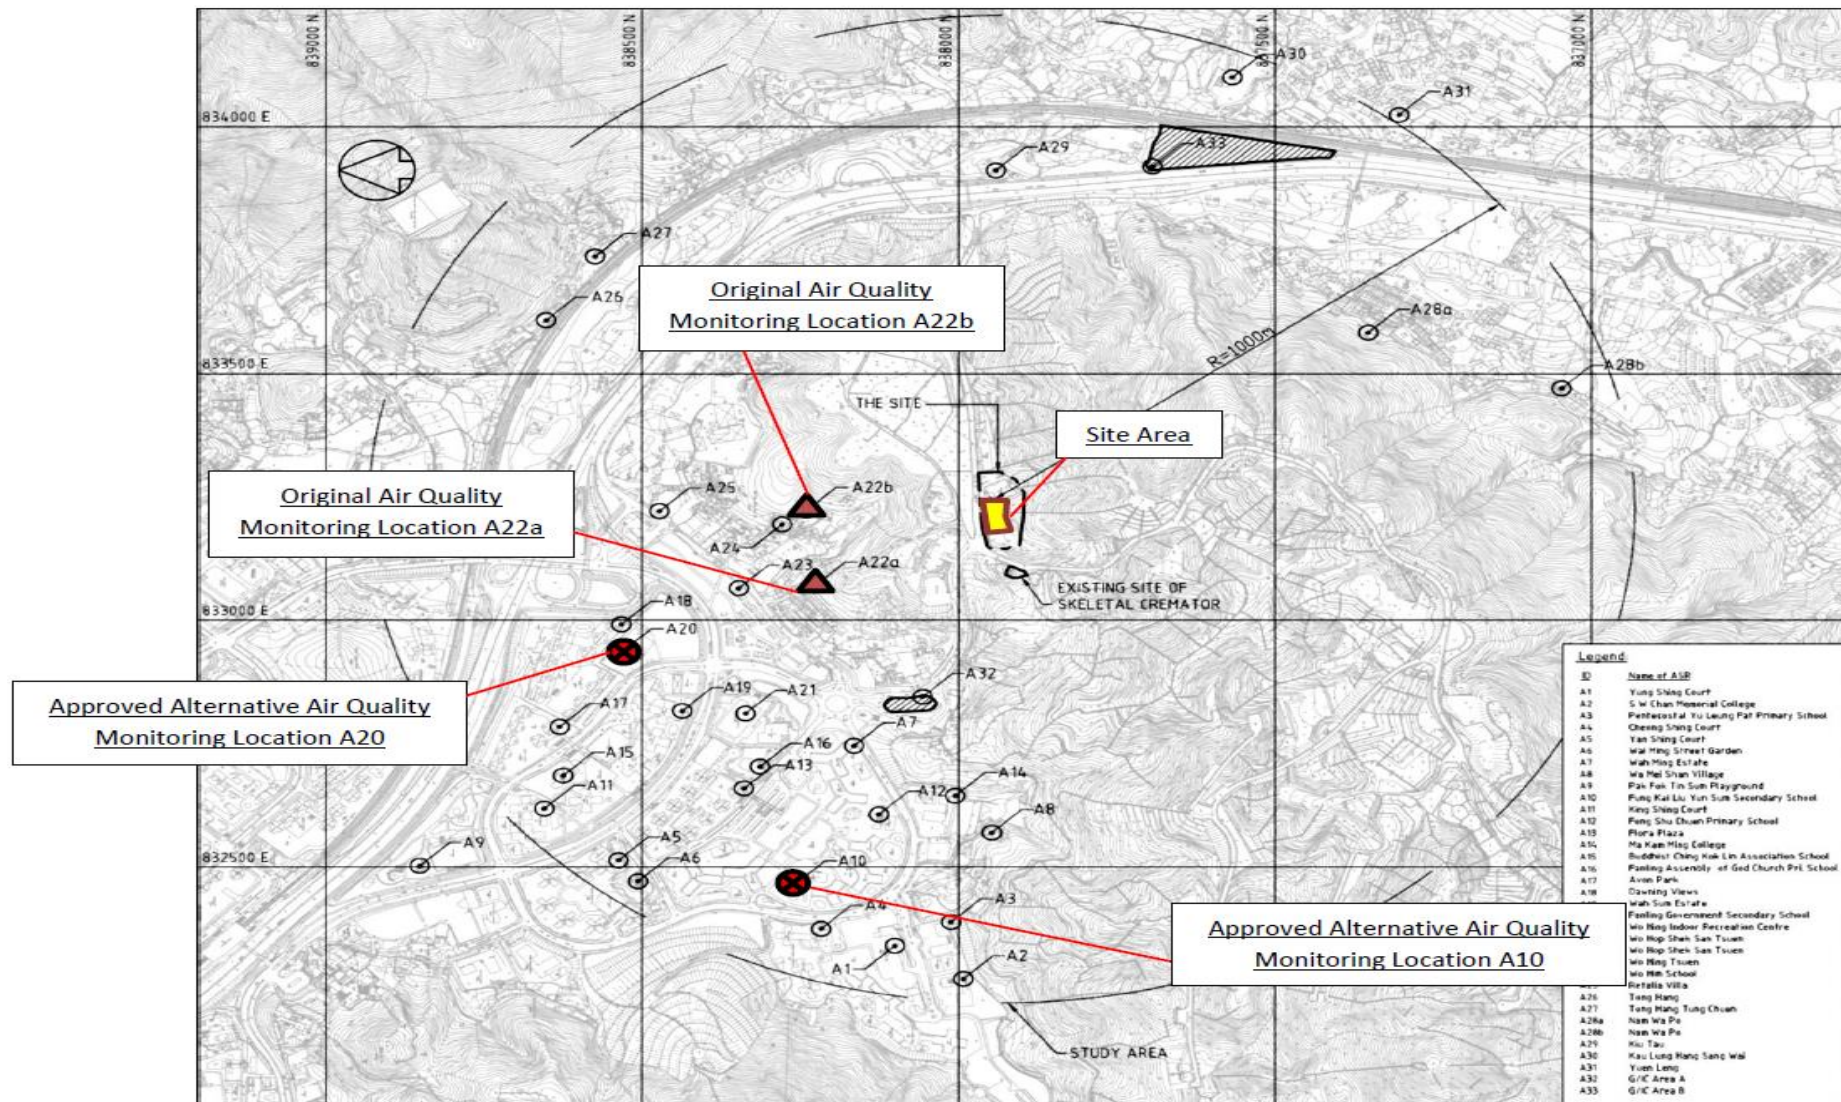 839000 N
838500 N
838000 N
837500 N
837000 N
A30
A31
834000 E
A33
A29
A27
A26
Original Air Quality
Monitoring Location A22b
A28a
R=1000m
833500 E
A28b
THE SITE
Site Area
Original Air Quality
Monitoring Location A22a
A25
A22b
A24
A23
A22a
EXISTING SITE OF
SKELETAL CREMATOR
833000 E
A18
A20
Approved Alternative Air Quality
Monitoring Location A20
A32
A19
A21
A17
A7
A16
A15
A13
A14
A12
A11
A8
832500 E
A9
A5
A6
A10
A4
A3
Approved Alternative Air Quality
Monitoring Location A10
A1
A2
STUDY AREA
Legend:
ID Name of ASR
A1 Yung Shing Court
A2 S W Chan Memorial College
A3 Pentecostal Yu Leung Fat Primary School
A4 Cheong Shing Court
A5 Yan Shing Court
A6 Wai Ming Street Garden
A7 Wah Ming Estate
A8 Wa Mei Shan Village
A9 Pak Fok Tin Sum Playground
A10 Fung Kai Liu Yun Sum Secondary School
A11 King Shing Court
A12 Fong Shu Chuen Primary School
A13 Flora Plaza
A14 Ma Kam Ming College
A15 Buddhist Ching Kok Lin Association School
A16 Fanling Assembly of God Church Pri. School
A17 Avon Park
A18 Dawning Views
Wah Sum Estate
Fanling Government Secondary School
Wo Hing Indoor Recreation Centre
Wo Hop Shek San Tsuen
Wo Hop Shek San Tsuen
Wo Hing Tsuen
Wo Him School
Retalia Villa
A26 Tong Hang
A27 Tong Hang Tung Chuen
A28a Nam Wa Po
A28b Nam Wa Po
A29 Kiu Tau
A30 Kau Lung Hang Sang Wai
A31 Yuen Leng
A32 G/IC Area A
A33 G/IC Area B